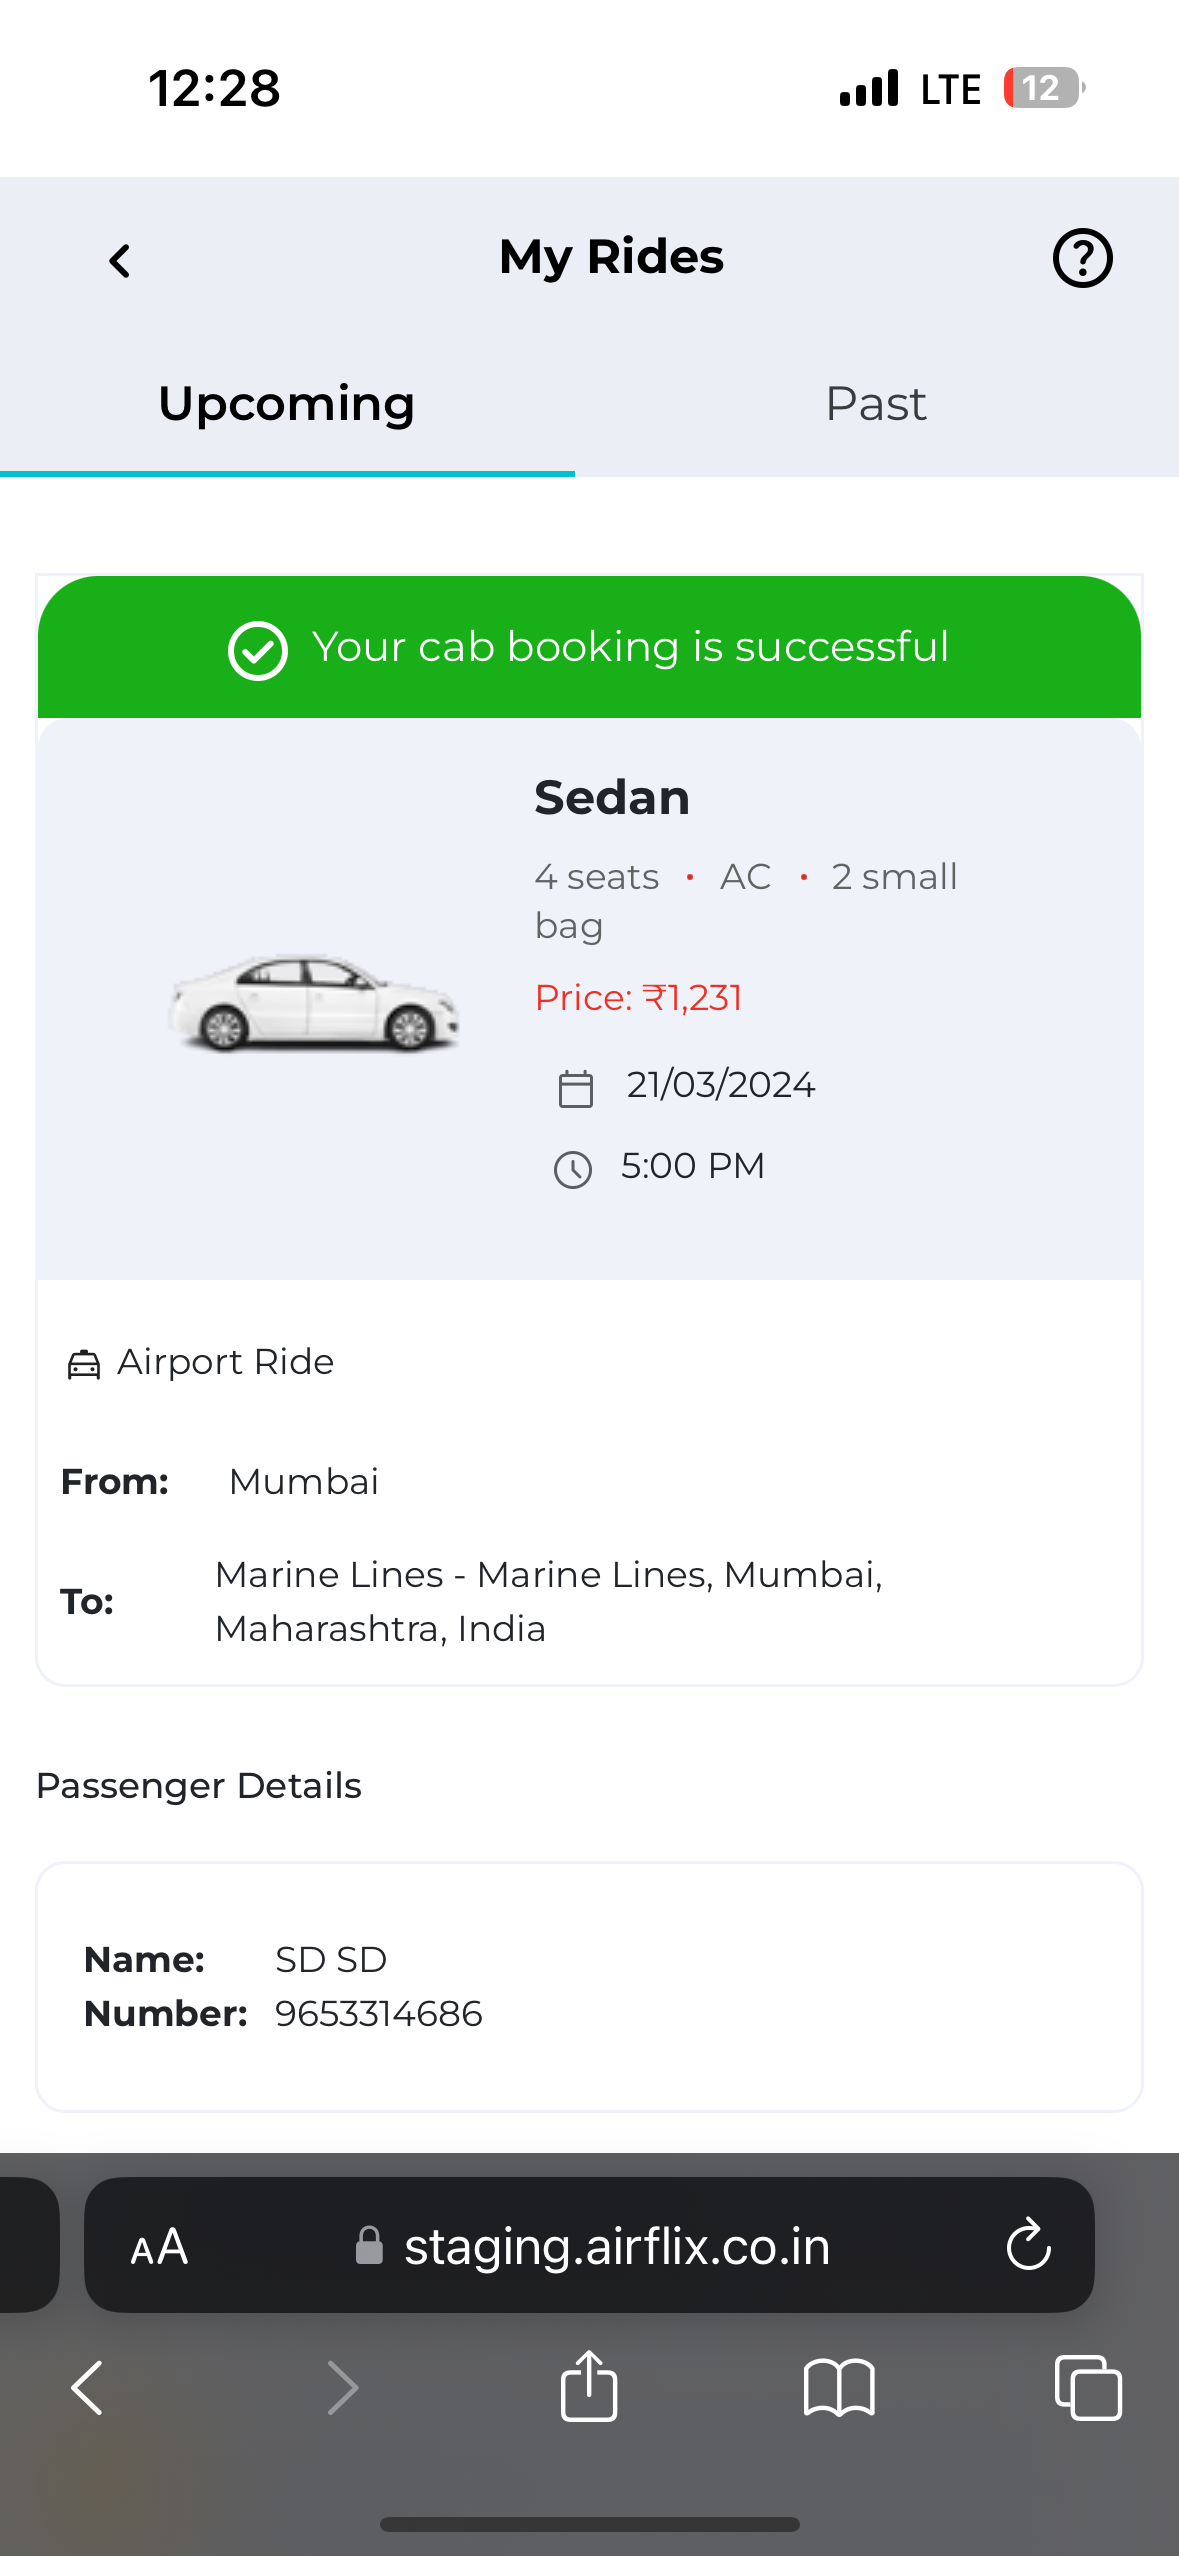 12:28
LTE
12
My Rides
Upcoming
Past
Your cab booking is successful
Sedan
4 seats • AC • 2 small
bag
Price: ₹1,231
21/03/2024
5:00 PM
Airport Ride
From: Mumbai
To: Marine Lines - Marine Lines, Mumbai,
Maharashtra, India
Passenger Details
Name: SD SD
Number: 9653314686
AA
staging.airflix.co.in